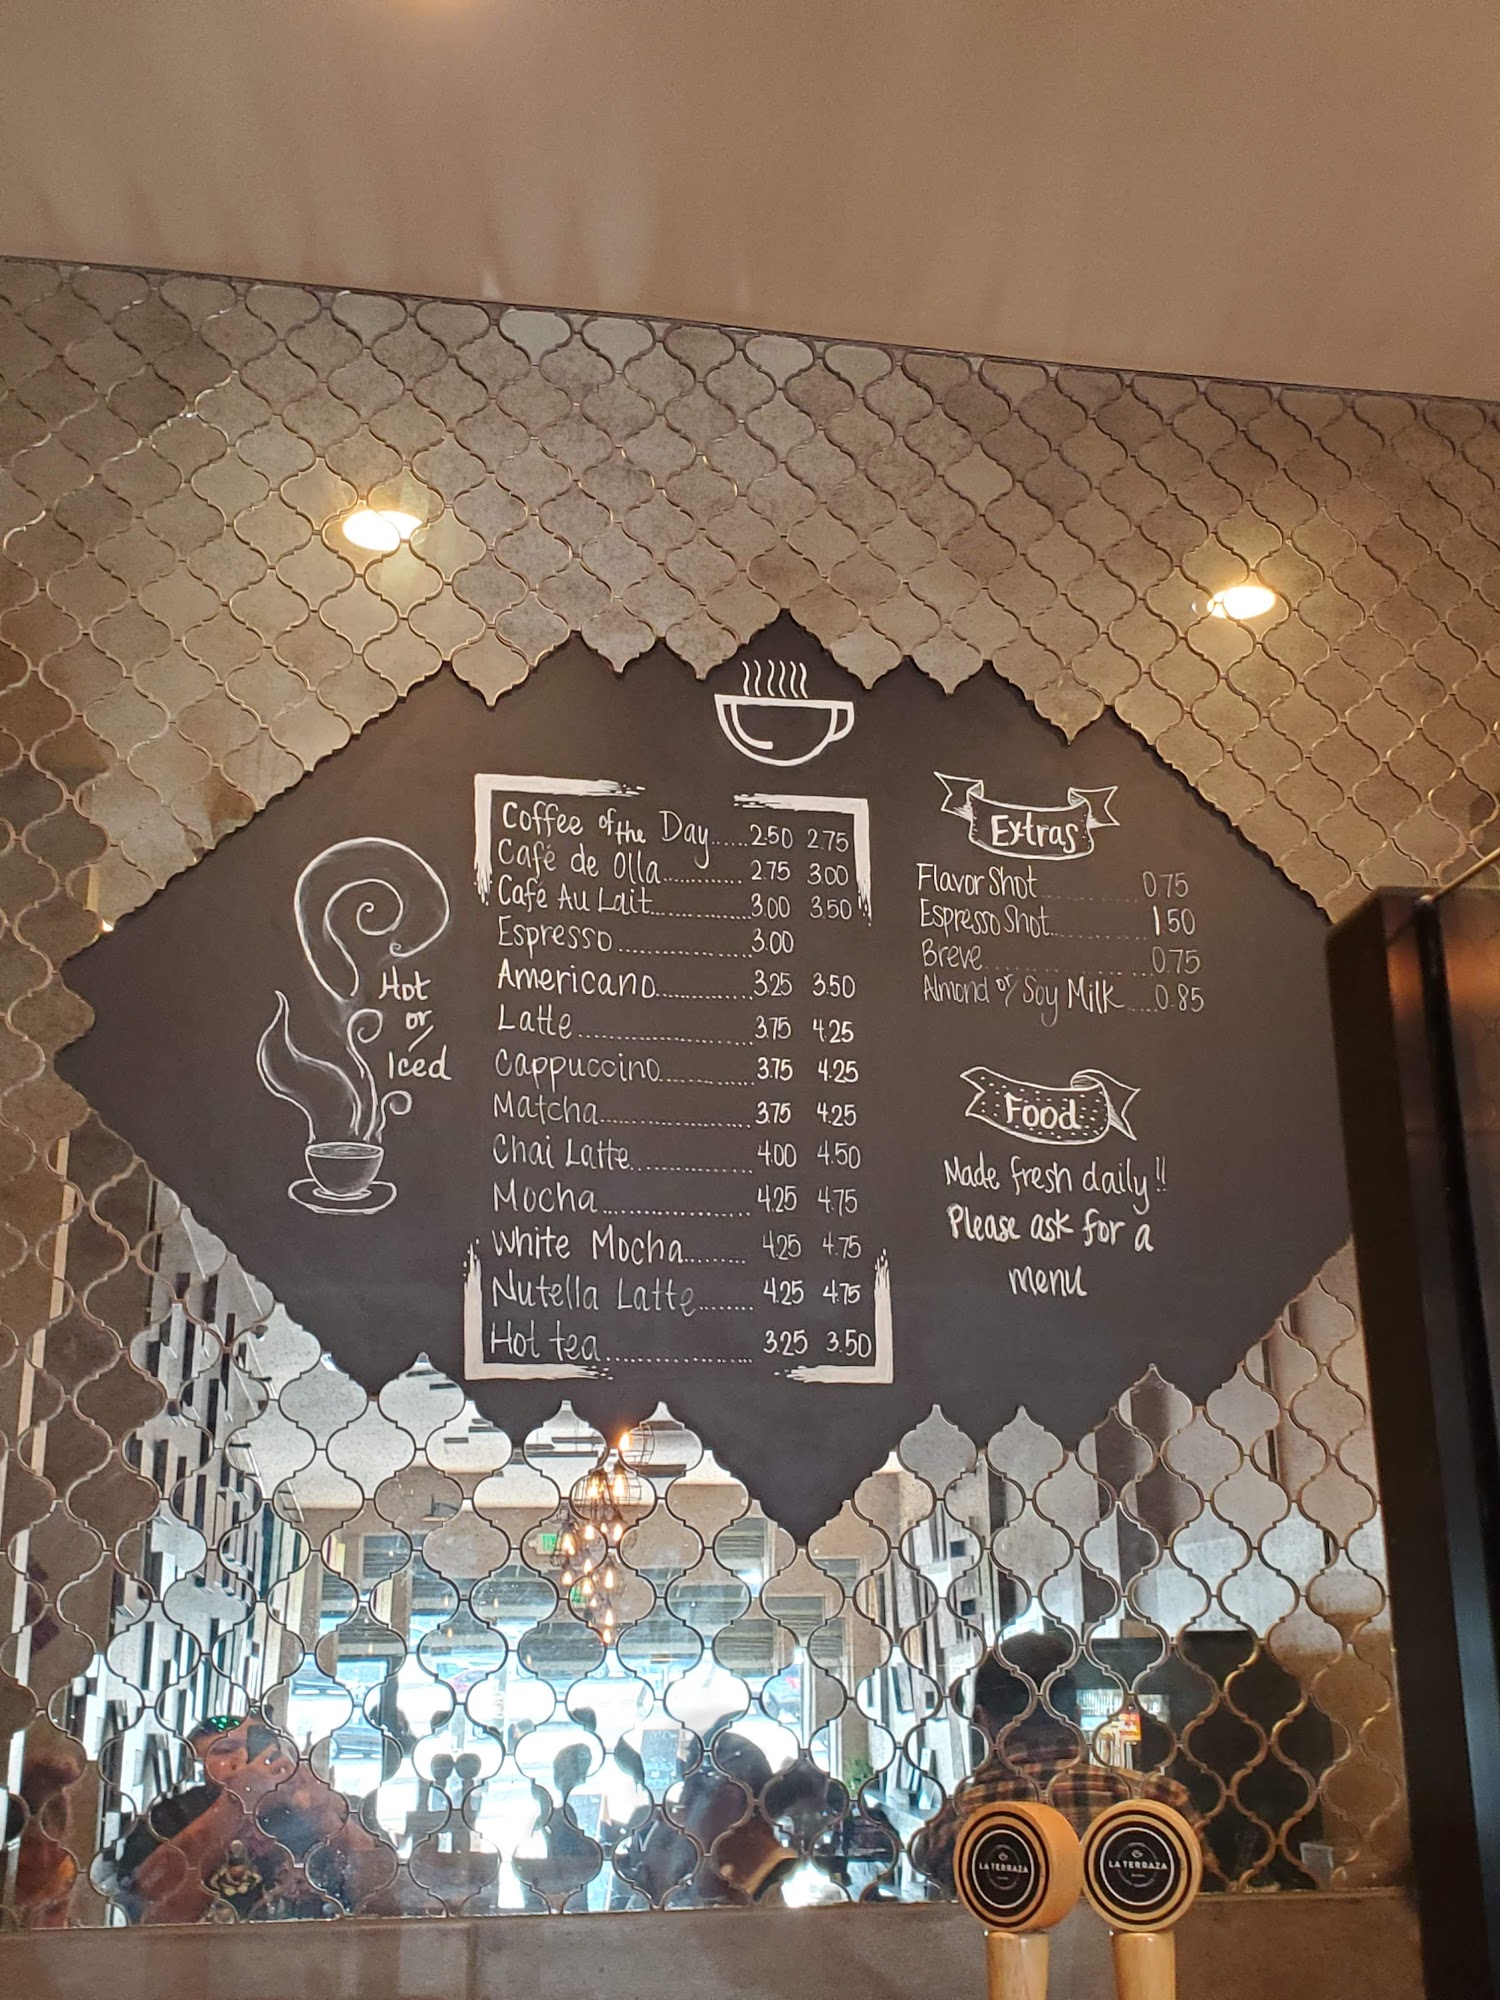 Hot
or
Iced
Coffee of the Day......2.50 2.75
Café de Olla............ 2.75 3.00
Café Au Lait..............3.00 3.50
Espresso..............3.00
Americano..............3.25 3.50
Latte.........................3.75 4.25
Cappuccino..............3.75 4.25
Matcha......................3.75 4.25
Chai Latte..................4.00 4.50
Mocha.......................4.25 4.75
White Mocha......... 4.25 4.75
Nutella Latte........ 4.25 4.75
Hot tea..................... 3.25 3.50
Extras
Flavor Shot..............0.75
Espresso Shot..............1.50
Breve......................0.75
Almond or Soy Milk.....0.85
Food
Made fresh daily!!
Please ask for a
menu
LA TERRAZA
LA TERRAZA